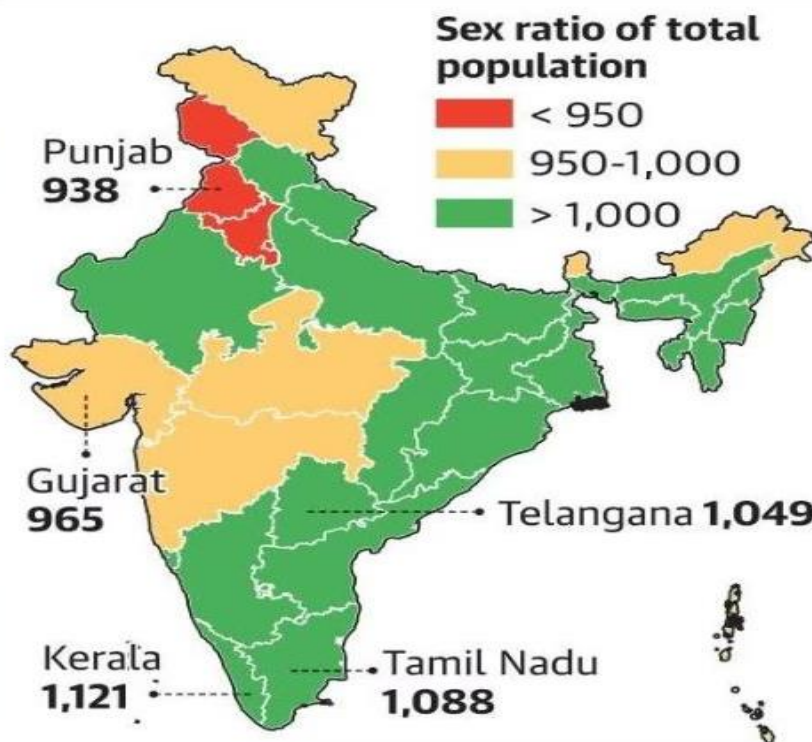 Sex ratio of total
population
< 950
950-1,000
> 1,000
Punjab
938
Gujarat
965
Telangana 1,049
Kerala
1,121
Tamil Nadu
1,088